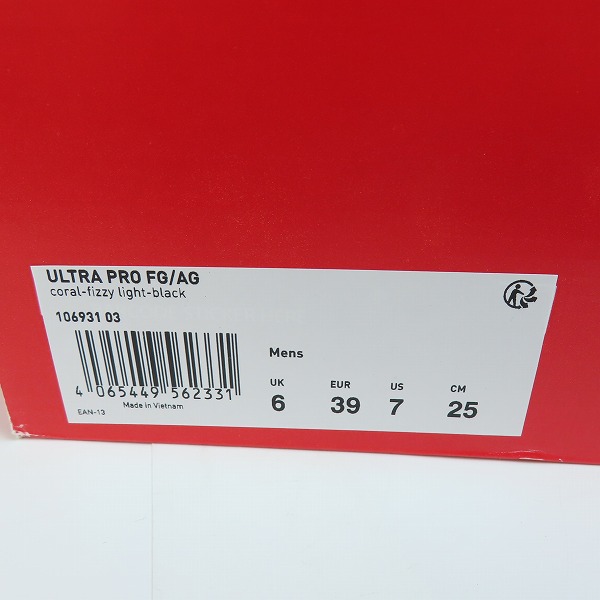 ULTRA PRO FG/AG
coral-fizzy light-black
106931 03
4 065449 562331
EAN-13 Made in Vietnam
Mens
UK EUR US CM
6 39 7 25